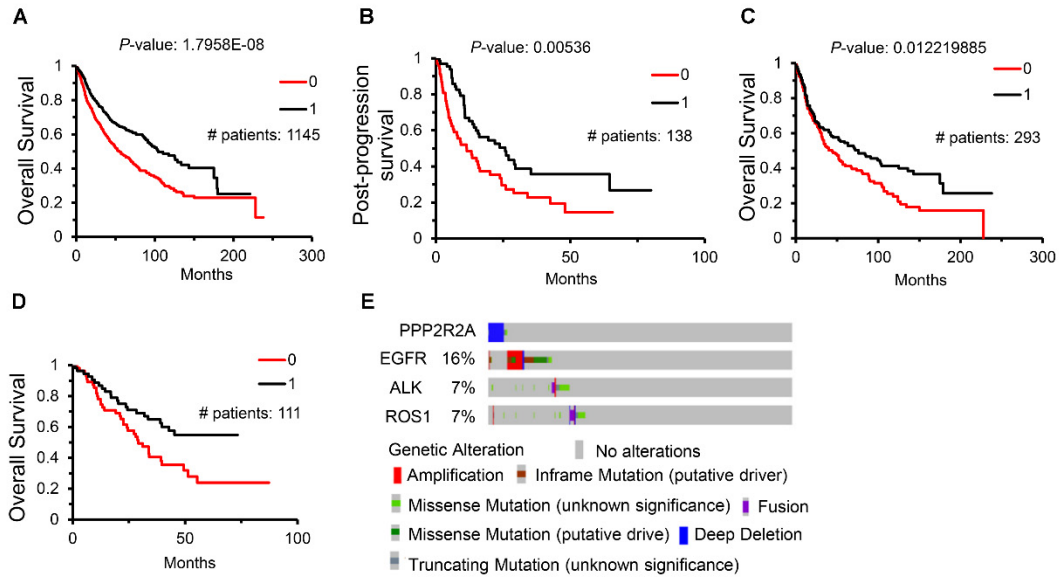 A
P-value: 1.7958E-08
Overall Survival
1
0.8
0.6
0.4
0.2
0
0
1
# patients: 1145
0 100 200 300
Months
B
P-value: 0.00536
Post-progression
survival
1
0.8
0.6
0.4
0.2
0
0
1
# patients: 138
0 50 100
Months
C
P-value: 0.012219885
Overall Survival
1
0.8
0.6
0.4
0.2
0
0
1
# patients: 293
0 100 200 300
Months
D
Overall Survival
1
0.8
0.6
0.4
0.2
0
0
1
# patients: 111
0 50 100
Months
E
PPP2R2A
EGFR 16%
ALK 7%
ROS1 7%
Genetic Alteration No alterations
Amplification Inframe Mutation (putative driver)
Missense Mutation (unknown significance) Fusion
Missense Mutation (putative drive) Deep Deletion
Truncating Mutation (unknown significance)